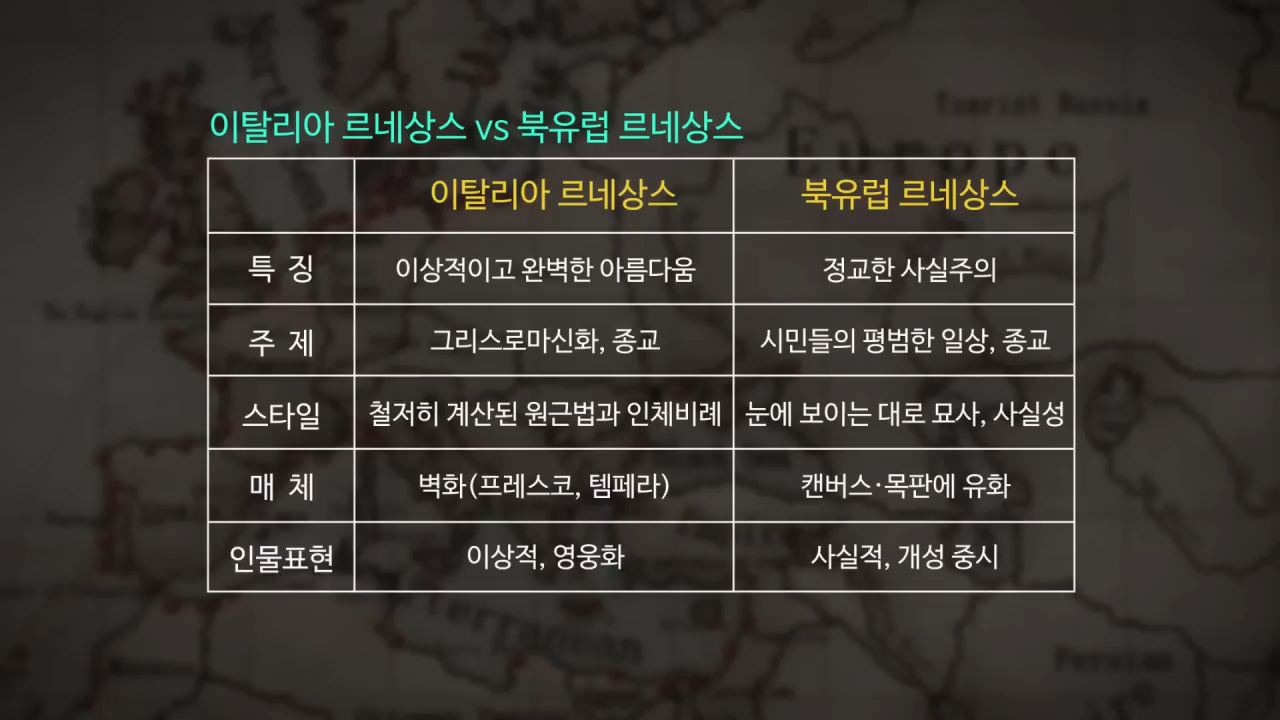 이탈리아 르네상스 vs 북유럽 르네상스
이탈리아 르네상스 북유럽 르네상스
특 징 이상적이고 완벽한 아름다움 정교한 사실주의
주 제 그리스로마신화, 종교 시민들의 평범한 일상, 종교
스타일 철저히 계산된 원근법과 인체비례 눈에 보이는 대로 묘사, 사실성
매 체 벽화(프레스코, 템페라) 캔버스·목판에 유화
인물표현 이상적, 영웅화 사실적, 개성 중시
Europe
Persian